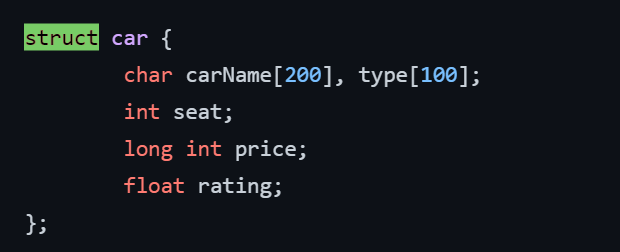 struct car {
        char carName[200], type[100];
        int seat;
        long int price;
        float rating;
};